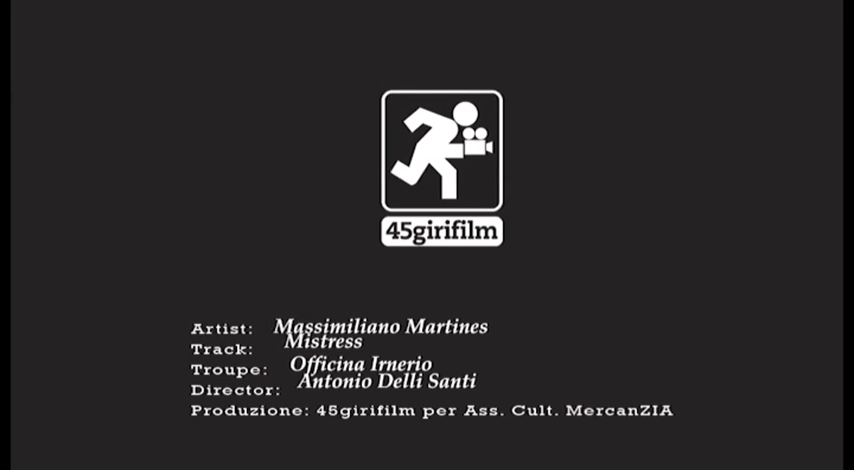 45girifilm
Artist: Massimiliano Martines
Track: Mistress
Troupe: Officina Irnerio
Director: Antonio Delli Santi
Produzione: 45girifilm per Ass. Cult. MercanZIA